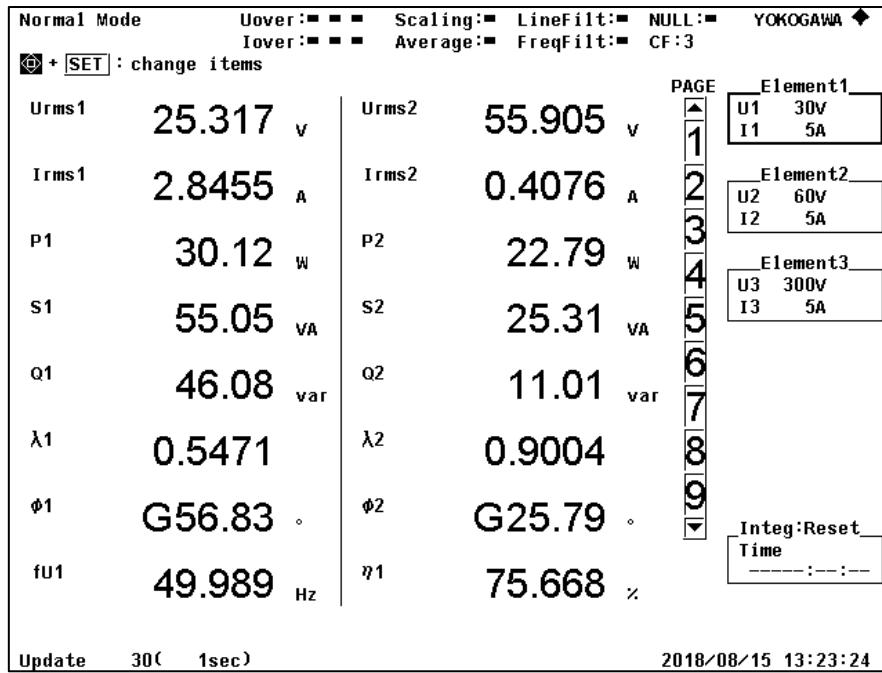 Normal Mode Uover:▬ ▬ ▬ Scaling:▬ LineFilt:▬ NULL:▬ YOKOGAWA ◆
Iover:▬ ▬ ▬ Average:▬ FreqFilt:▬ CF:3
+ SET : change items
PAGE
Urms1 25.317 V Urms2 55.905 V
Irms1 2.8455 A Irms2 0.4076 A
P1 30.12 W P2 22.79 W
S1 55.05 VA S2 25.31 VA
Q1 46.08 var Q2 11.01 var
λ1 0.5471 λ2 0.9004
φ1 G56.83 ° φ2 G25.79 °
fU1 49.989 Hz η1 75.668 %
1
2
3
4
5
6
7
8
9
Element1
U1 30V
I1 5A
Element2
U2 60V
I2 5A
Element3
U3 300V
I3 5A
Integ:Reset
Time
-----:--:--
Update 30( 1sec) 2018/08/15 13:23:24